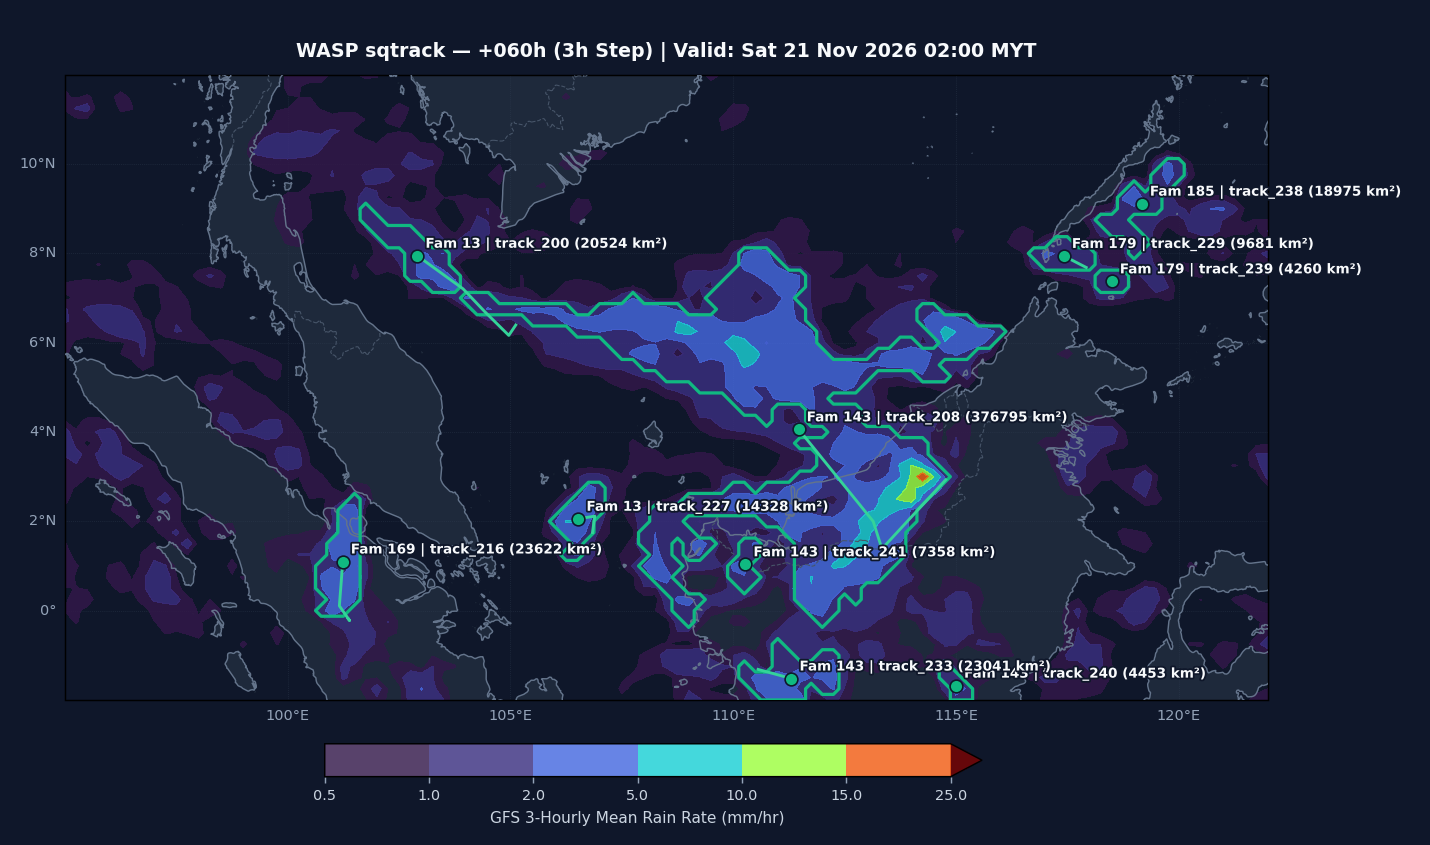 WASP sqtrack — +060h (3h Step) | Valid: Sat 21 Nov 2026 02:00 MYT
10°N
8°N
6°N
4°N
2°N
0°
Fam 185 | track_238 (18975 km²)
Fam 13 | track_200 (20524 km²)
Fam 179 | track_229 (9681 km²)
Fam 179 | track_239 (4260 km²)
Fam 143 | track_208 (376795 km²)
Fam 13 | track_227 (14328 km²)
Fam 169 | track_216 (23622 km²)
Fam 143 | track_241 (7358 km²)
Fam 143 | track_233 (23041 km²)
Fam 143 | track_240 (4453 km²)
100°E
105°E
110°E
115°E
120°E
0.5
1.0
2.0
5.0
10.0
15.0
25.0
GFS 3-Hourly Mean Rain Rate (mm/hr)